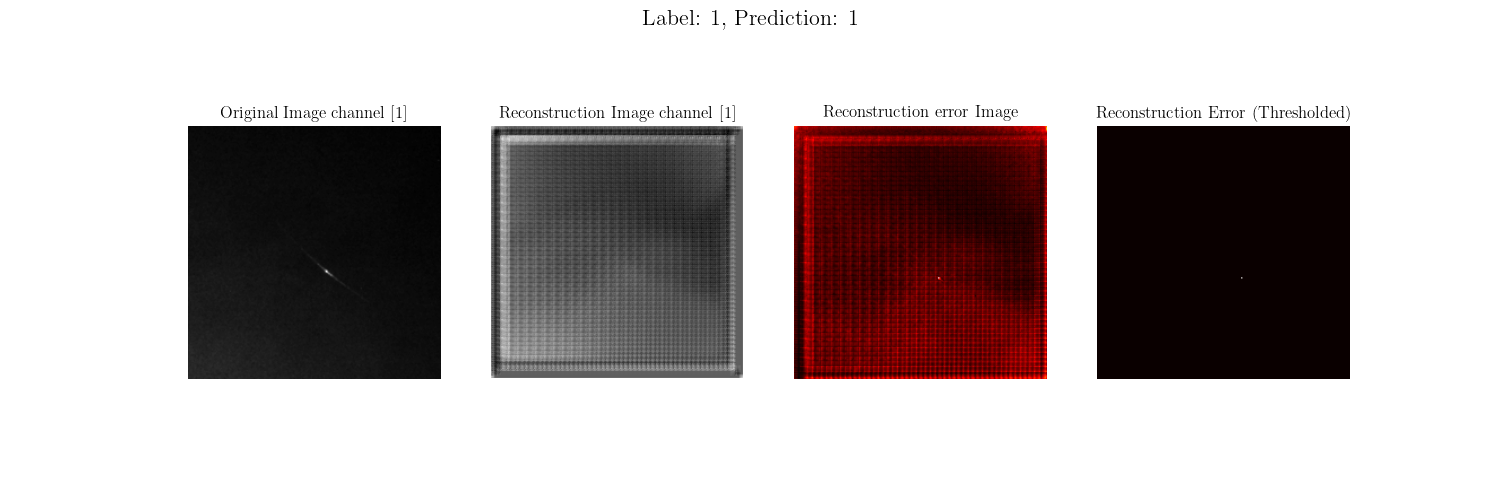 Label: 1, Prediction: 1
Original Image channel [1]
Reconstruction Image channel [1]
Reconstruction error Image
Reconstruction Error (Thresholded)